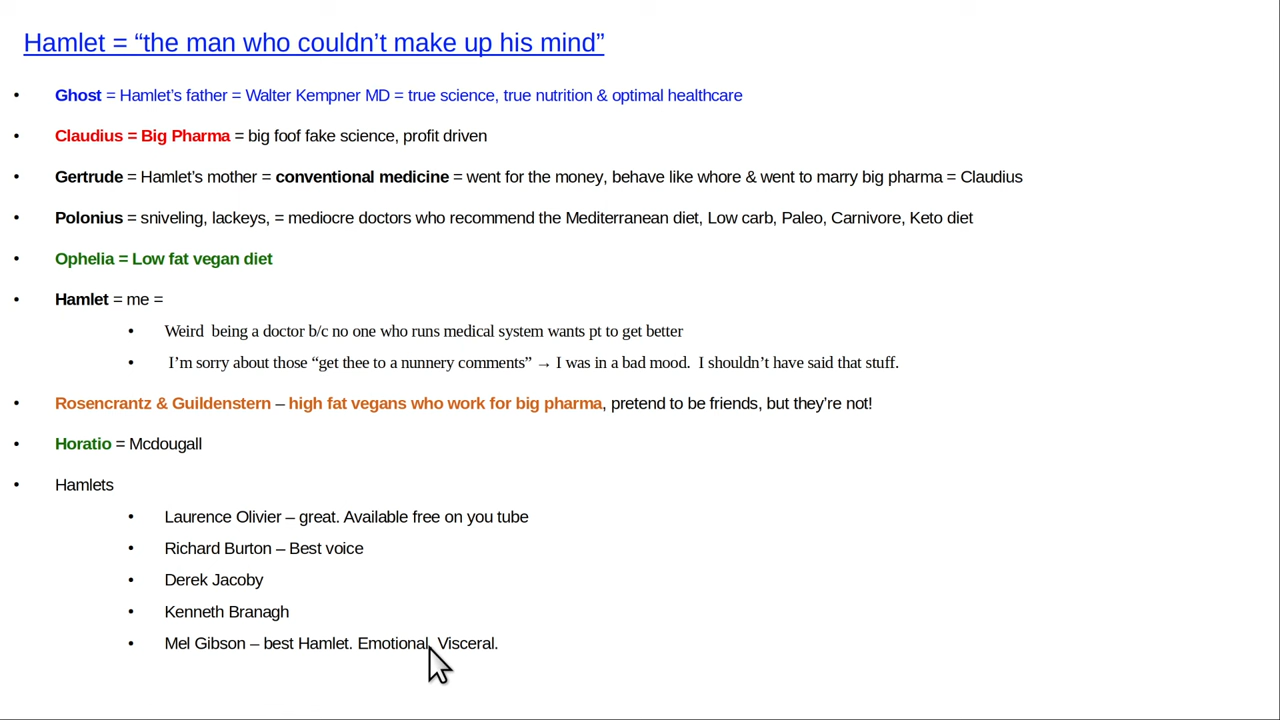 Hamlet = “the man who couldn’t make up his mind”
• Ghost = Hamlet’s father = Walter Kempner MD = true science, true nutrition & optimal healthcare
• Claudius = Big Pharma = big foof fake science, profit driven
• Gertrude = Hamlet’s mother = conventional medicine = went for the money, behave like whore & went to marry big pharma = Claudius
• Polonius = sniveling, lackeys, = mediocre doctors who recommend the Mediterranean diet, Low carb, Paleo, Carnivore, Keto diet
• Ophelia = Low fat vegan diet
• Hamlet = me =
• Weird being a doctor b/c no one who runs medical system wants pt to get better
• I’m sorry about those “get thee to a nunnery comments” → I was in a bad mood. I shouldn’t have said that stuff.
• Rosencrantz & Guildenstern – high fat vegans who work for big pharma, pretend to be friends, but they’re not!
• Horatio = Mcdougall
• Hamlets
• Laurence Olivier – great. Available free on you tube
• Richard Burton – Best voice
• Derek Jacoby
• Kenneth Branagh
• Mel Gibson – best Hamlet. Emotional. Visceral.